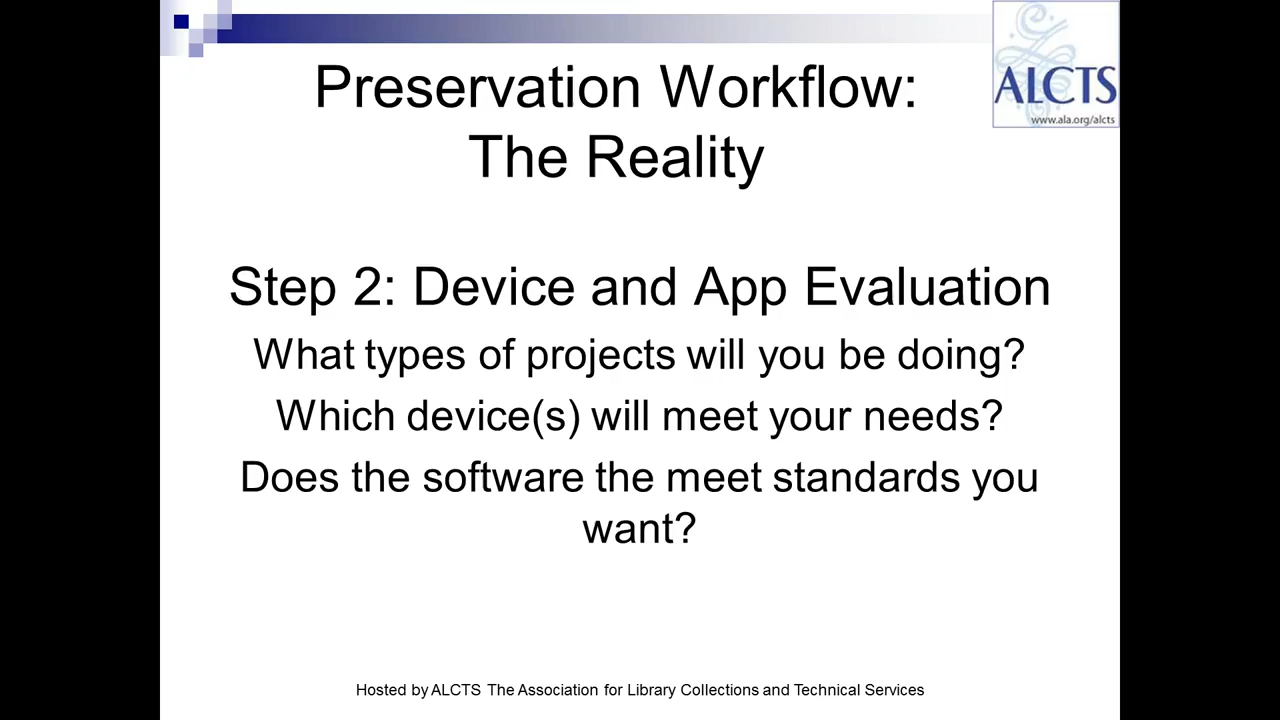 ALCTS
www.ala.org/alcts
Preservation Workflow:
The Reality
Step 2: Device and App Evaluation
What types of projects will you be doing?
Which device(s) will meet your needs?
Does the software the meet standards you
want?
Hosted by ALCTS The Association for Library Collections and Technical Services